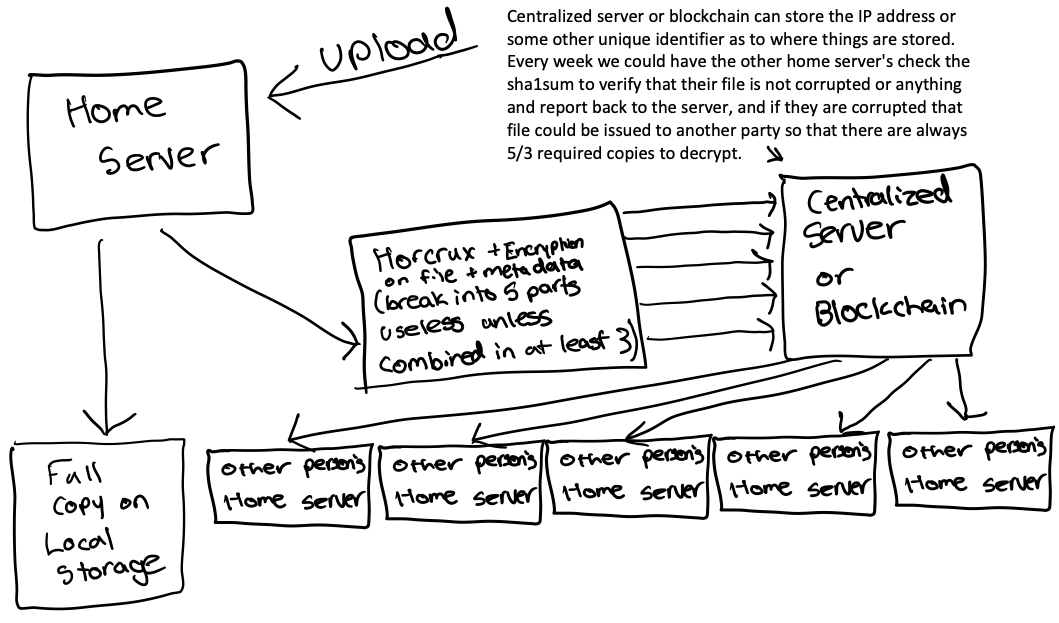 Centralized server or blockchain can store the IP address or
some other unique identifier as to where things are stored.
Every week we could have the other home server's check the
sha1sum to verify that their file is not corrupted or anything
and report back to the server, and if they are corrupted that
file could be issued to another party so that there are always
5/3 required copies to decrypt.
upload
Home
Server
Horcrux + Encryption
on file + metadata
(break into 5 parts
useless unless
combined in at least 3)
Centralized
Server
or
Blockchain
Full
copy on
Local
Storage
other person's
Home server
other person's
Home server
other person's
Home server
other person's
Home server
other person's
Home server